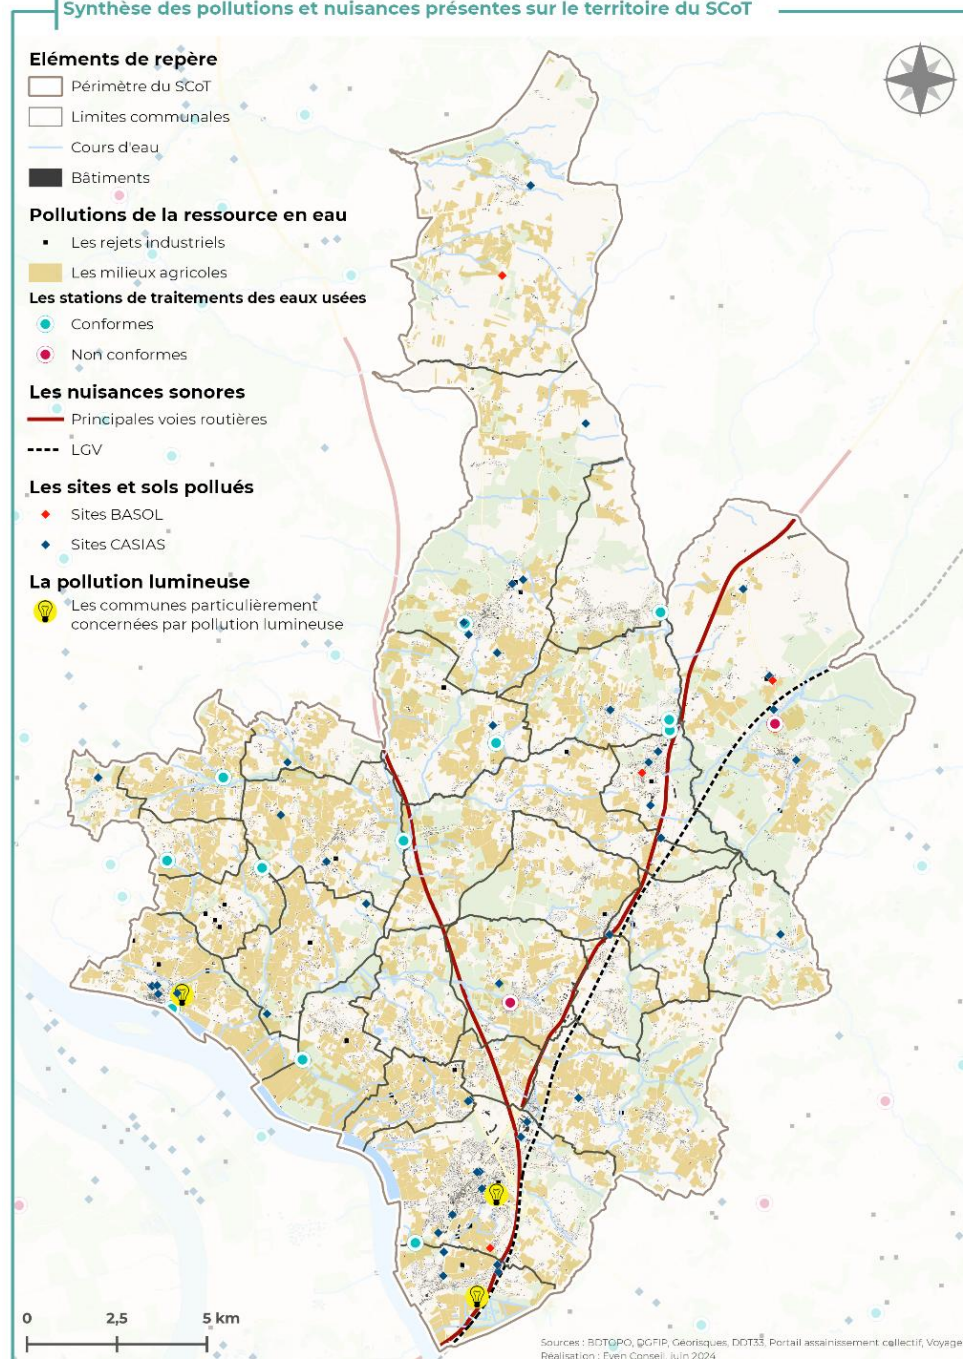 Synthèse des pollutions et nuisances présentes sur le territoire du SCoT
Eléments de repère
Périmètre du SCoT
Limites communales
Cours d'eau
Bâtiments
Pollutions de la ressource en eau
Les rejets industriels
Les milieux agricoles
Les stations de traitements des eaux usées
Conformes
Non conformes
Les nuisances sonores
Principales voies routières
LGV
Les sites et sols pollués
Sites BASOL
Sites CASIAS
La pollution lumineuse
Les communes particulièrement
concernées par pollution lumineuse
0 2,5 5 km
Sources : BDTOPO, DGFIP, Géorisques, DDT33, Portail assainissement collectif, Voyage
Réalisation : Even Conseil, juin 2024